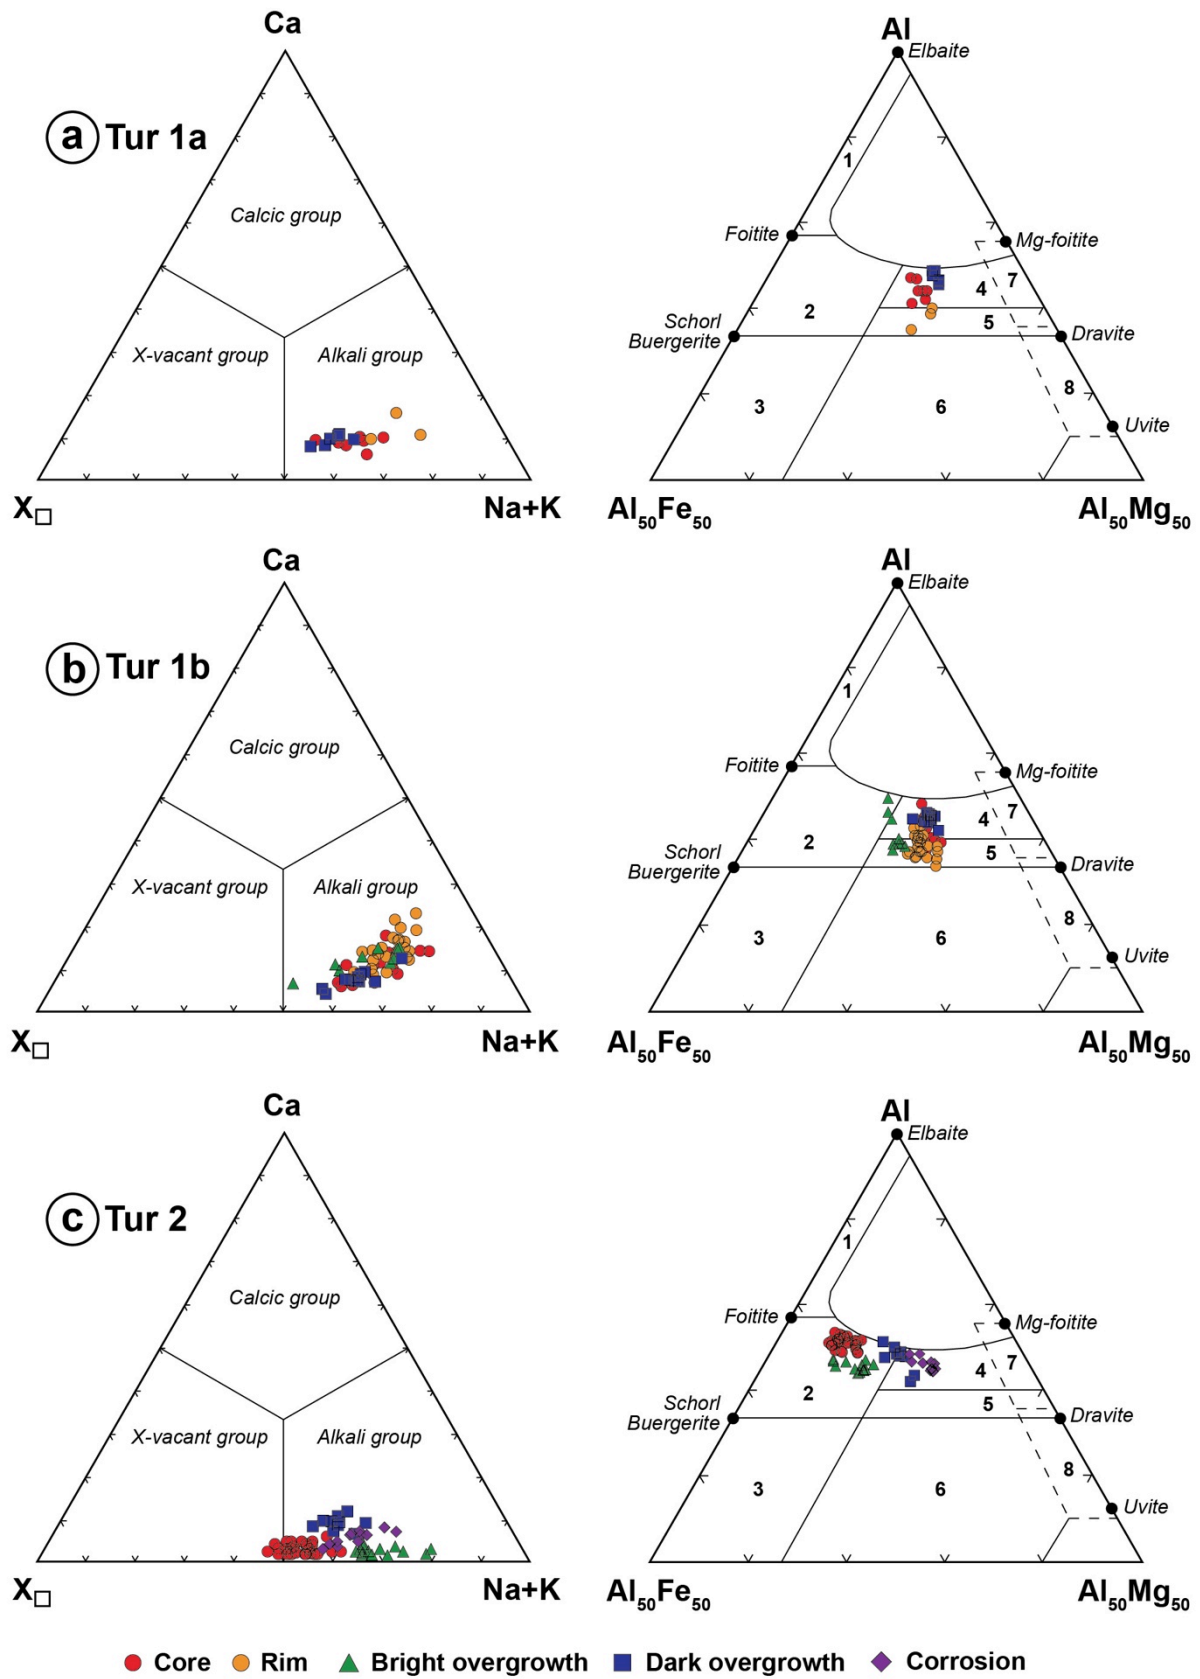 Ca
Al
Elbaite
a Tur 1a
1
Calcic group
Foitite
Mg-foitite
4
7
2
5
Schorl
Buergerite
Dravite
X-vacant group
Alkali group
3
6
8
Uvite
X□
Na+K
Al50Fe50
Al50Mg50
Ca
Al
Elbaite
b Tur 1b
1
Calcic group
Foitite
Mg-foitite
4
7
2
5
Schorl
Buergerite
Dravite
X-vacant group
Alkali group
3
6
8
Uvite
X□
Na+K
Al50Fe50
Al50Mg50
Ca
Al
Elbaite
c Tur 2
1
Calcic group
Foitite
Mg-foitite
4
7
2
5
Schorl
Buergerite
Dravite
X-vacant group
Alkali group
3
6
8
Uvite
X□
Na+K
Al50Fe50
Al50Mg50
Core Rim Bright overgrowth Dark overgrowth Corrosion